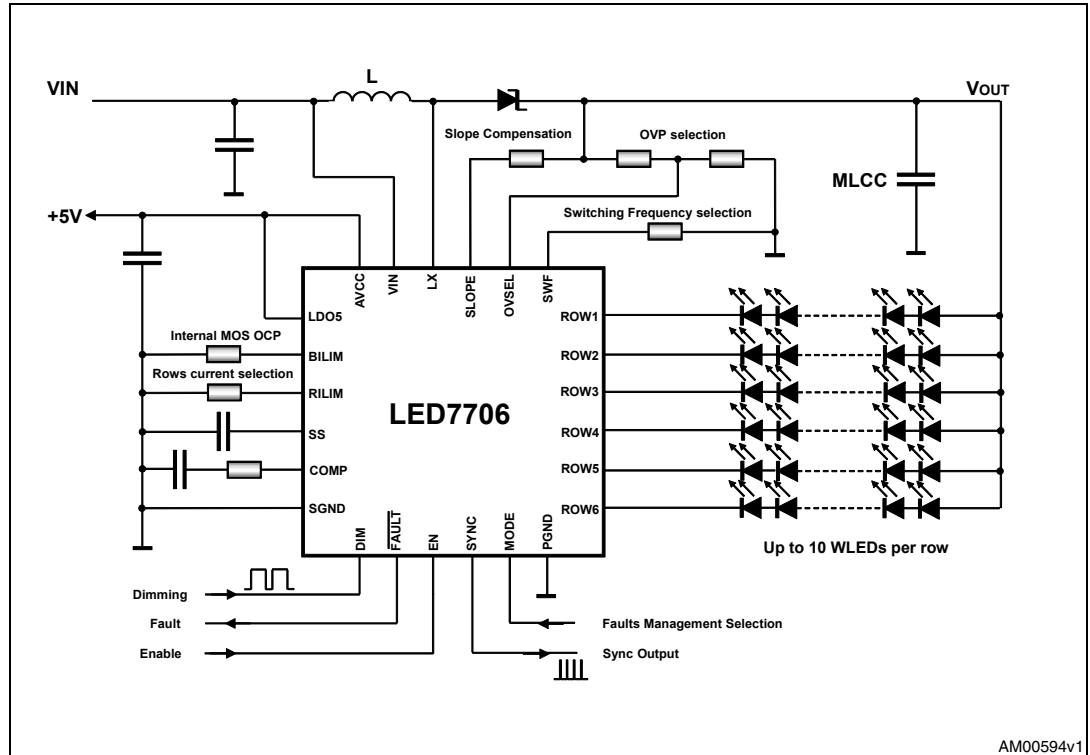 L
VIN
VOUT
Slope Compensation
OVP selection
MLCC
+5V
Switching Frequency selection
AVCC
VIN
LX
SLOPE
OVSEL
SWF
LDO5
ROW1
Internal MOS OCP
BILIM
ROW2
Rows current selection
RILIM
ROW3
LED7706
SS
ROW4
COMP
ROW5
SGND
ROW6
DIM
FAULT
EN
SYNC
MODE
PGND
Up to 10 WLEDs per row
Dimming
Fault
Faults Management Selection
Enable
Sync Output
AM00594v1